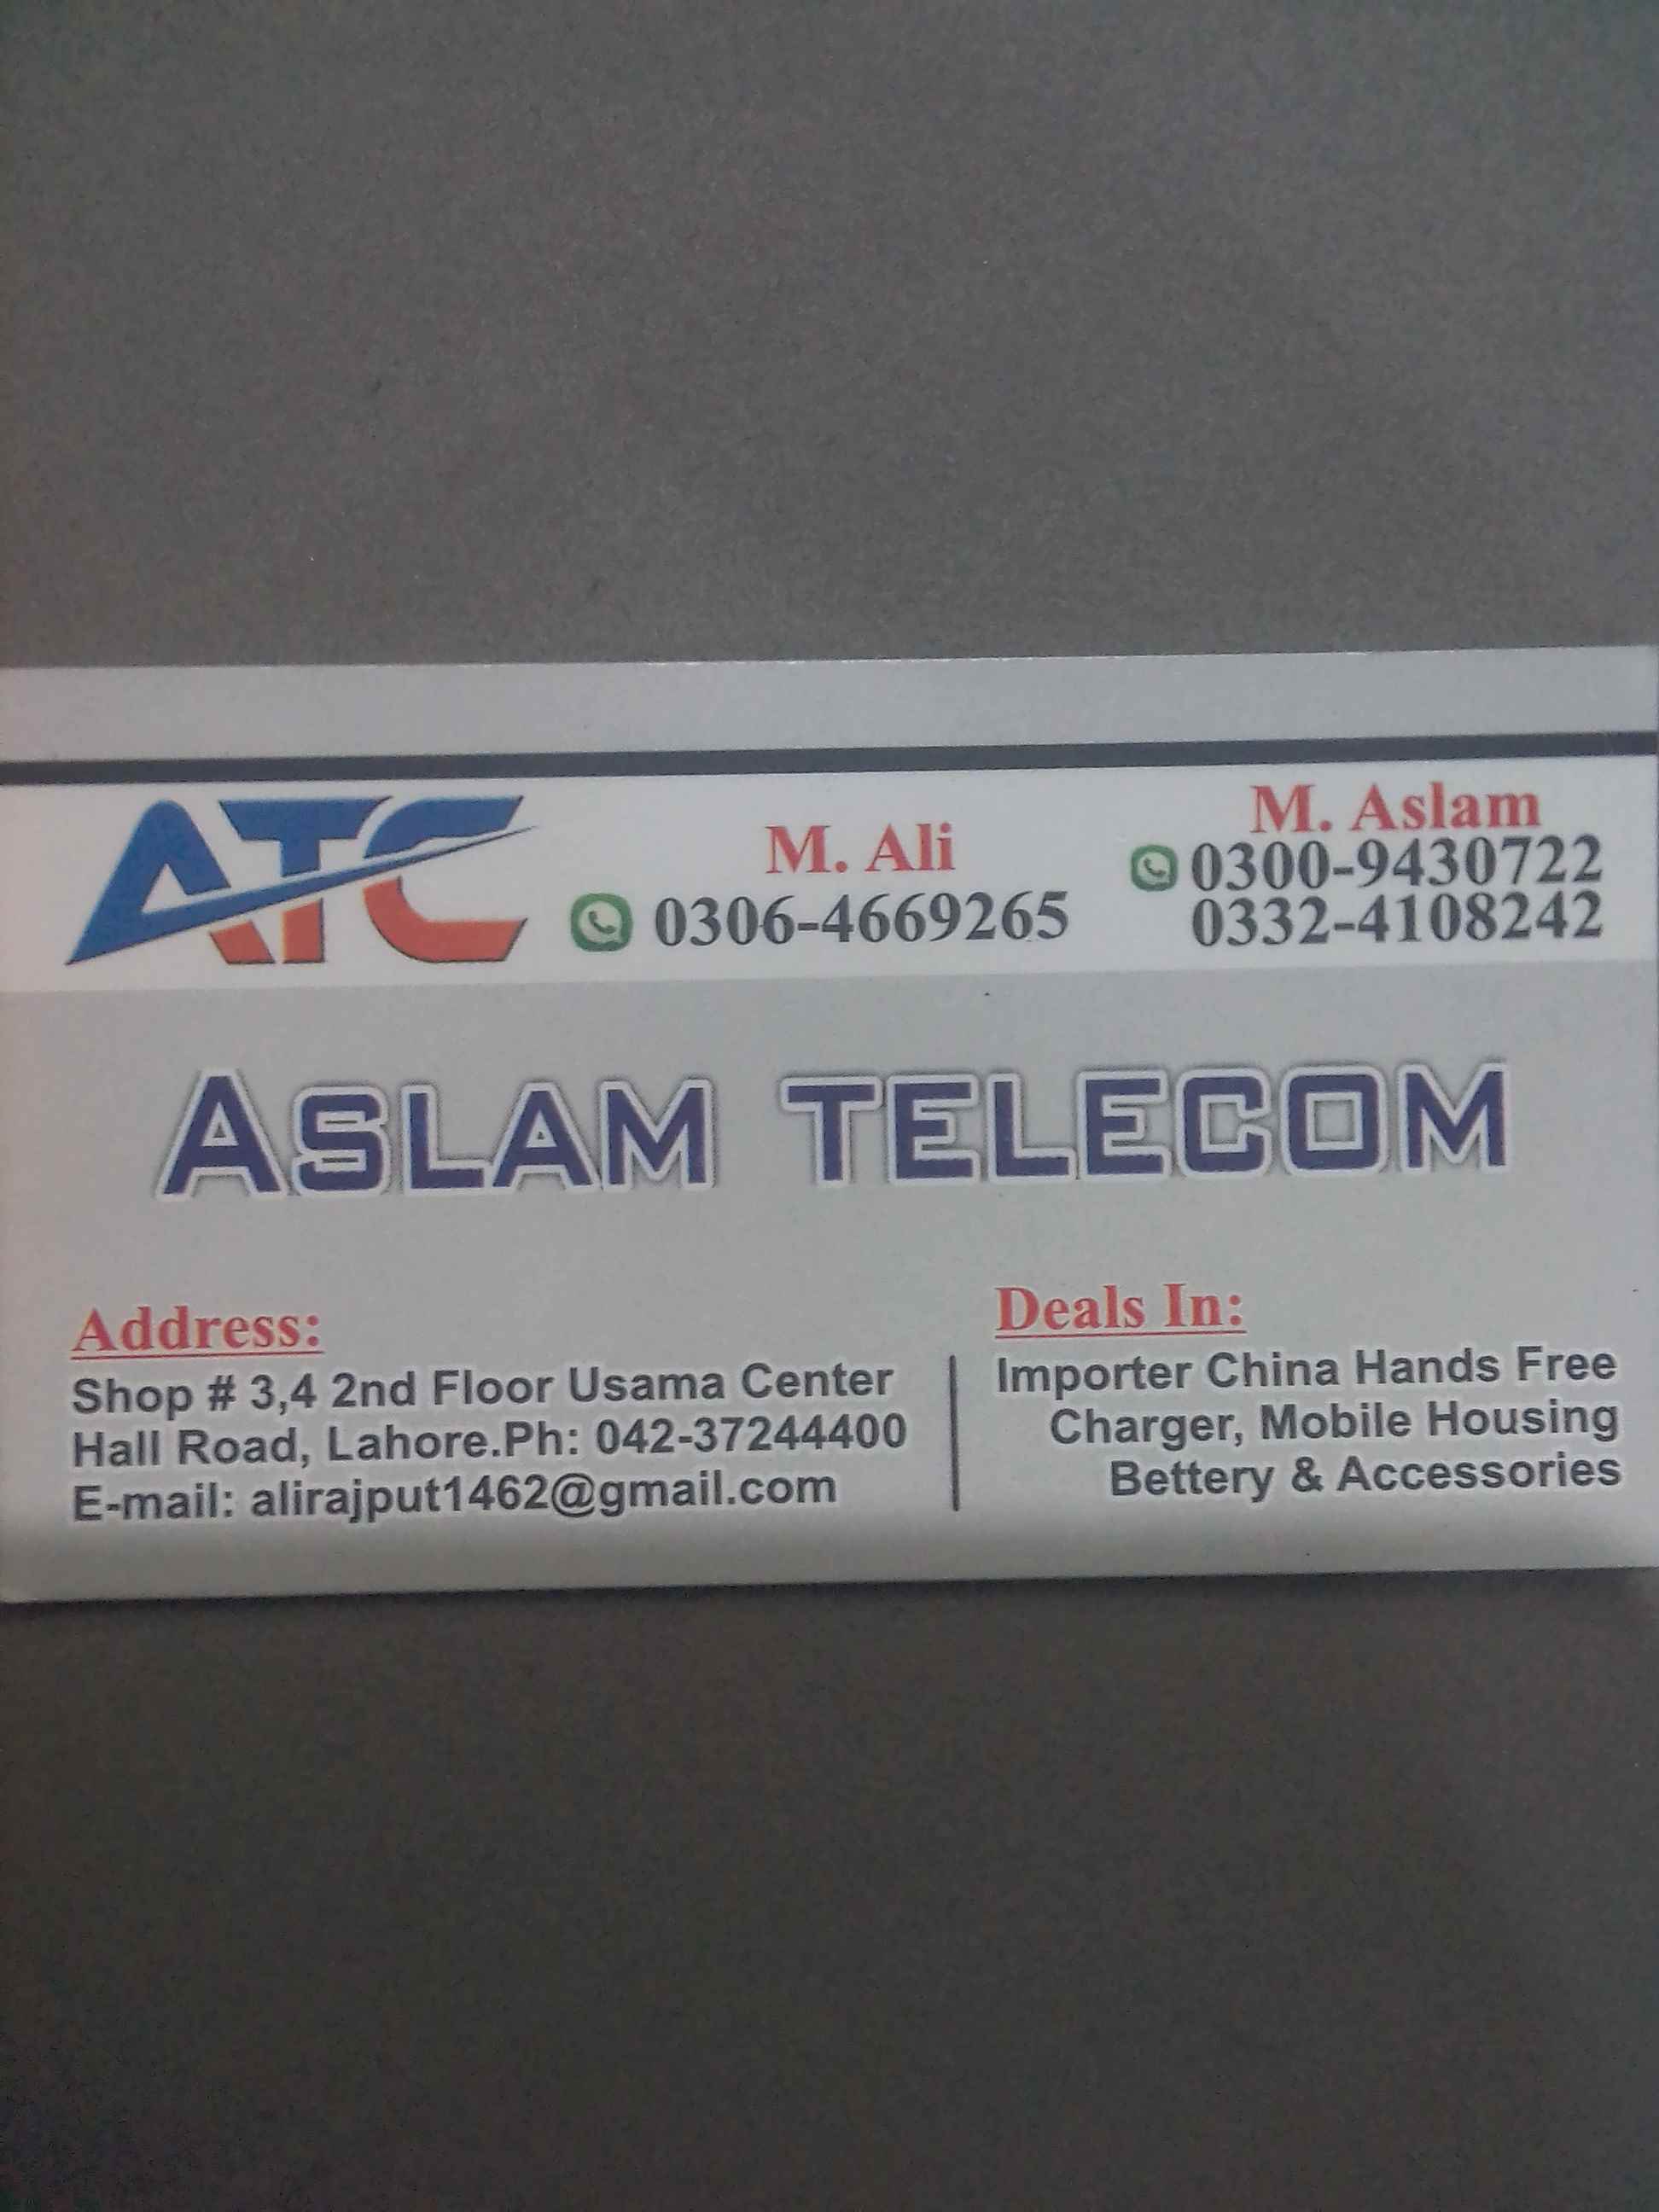 ATC
M. Ali
0306-4669265
M. Aslam
0300-9430722
0332-4108242
ASLAM TELECOM
Address:
Shop # 3,4 2nd Floor Usama Center
Hall Road, Lahore.Ph: 042-37244400
E-mail: alirajput1462@gmail.com
Deals In:
Importer China Hands Free
Charger, Mobile Housing
Bettery & Accessories